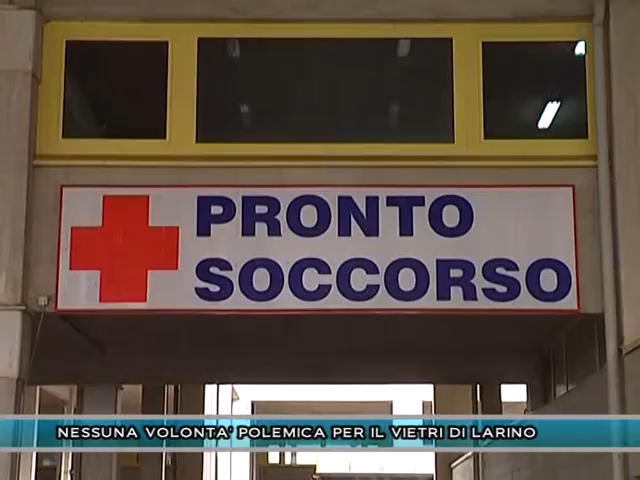 PRONTO
SOCCORSO
NESSUNA VOLONTA' POLEMICA PER IL VIETRI DI LARINO